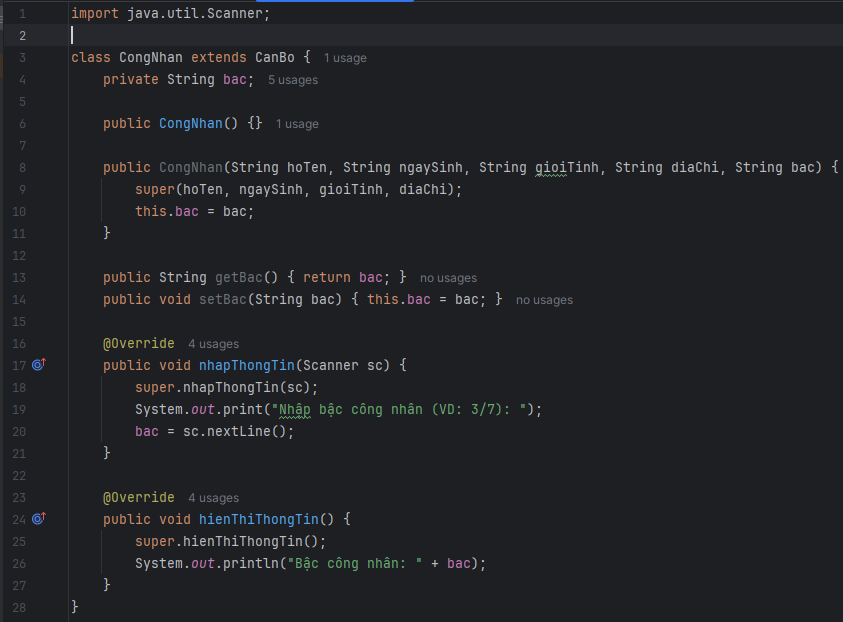 1 import java.util.Scanner;
2
3 class CongNhan extends CanBo { 1 usage
4 private String bac; 5 usages
5
6 public CongNhan() {} 1 usage
7
8 public CongNhan(String hoTen, String ngaySinh, String gioiTinh, String diaChi, String bac) {
9 super(hoTen, ngaySinh, gioiTinh, diaChi);
10 this.bac = bac;
11 }
12
13 public String getBac() { return bac; } no usages
14 public void setBac(String bac) { this.bac = bac; } no usages
15
16 @Override 4 usages
17 public void nhapThongTin(Scanner sc) {
18 super.nhapThongTin(sc);
19 System.out.print("Nhập bậc công nhân (VD: 3/7): ");
20 bac = sc.nextLine();
21 }
22
23 @Override 4 usages
24 public void hienThiThongTin() {
25 super.hienThiThongTin();
26 System.out.println("Bậc công nhân: " + bac);
27 }
28 }